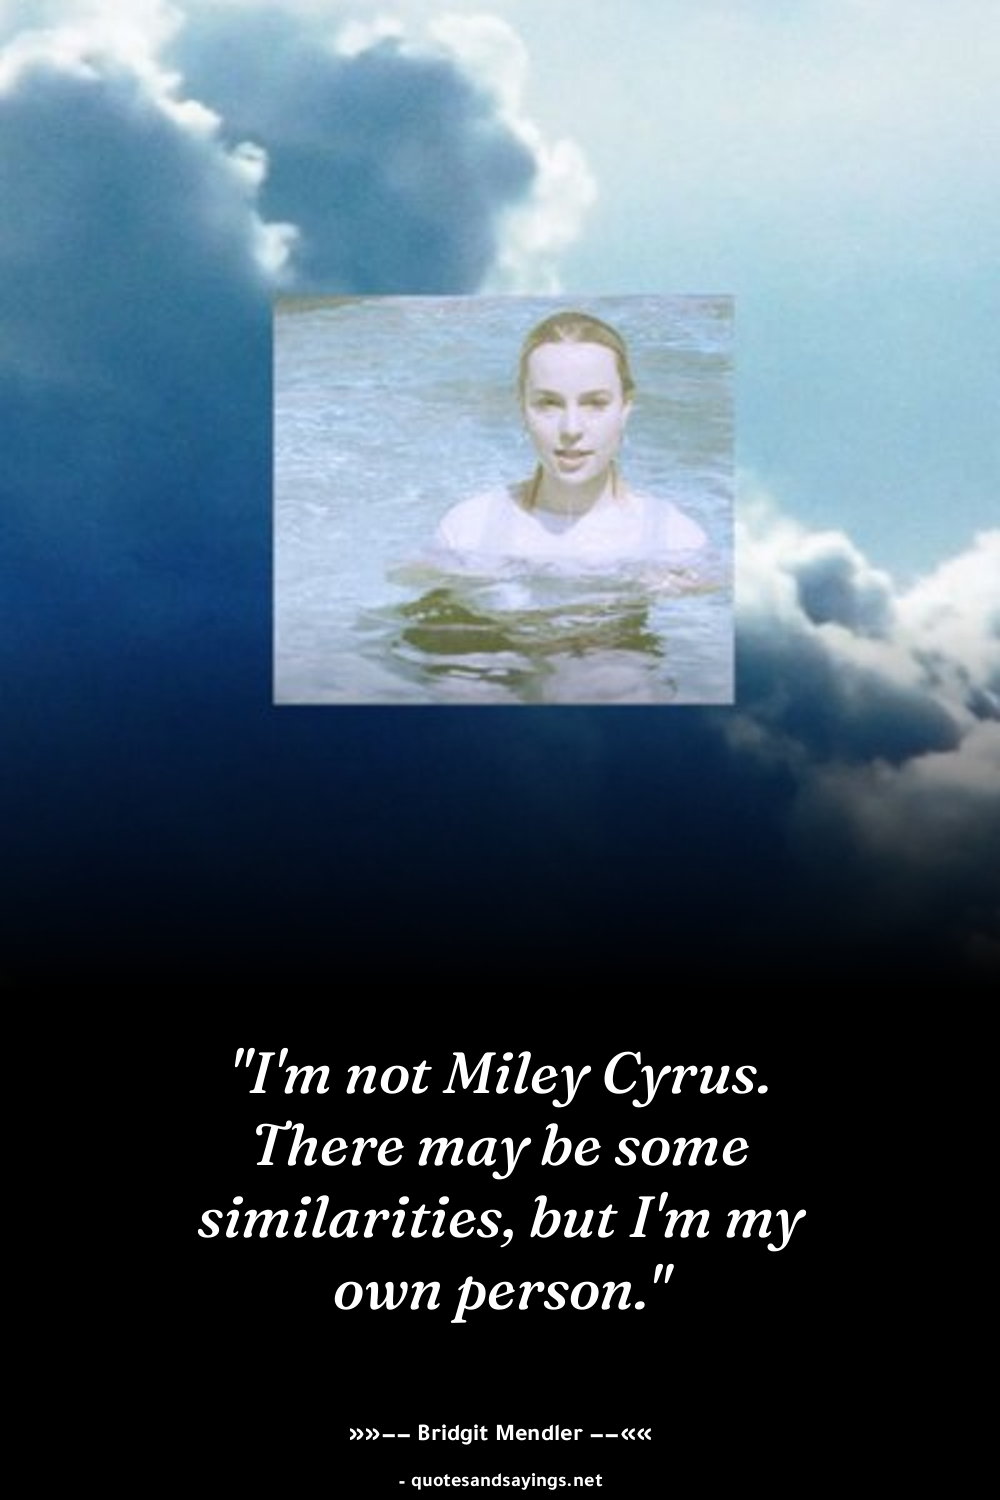 "I'm not Miley Cyrus.
There may be some
similarities, but I'm my
own person."
»»–– Bridgit Mendler ––««
- quotesandsayings.net